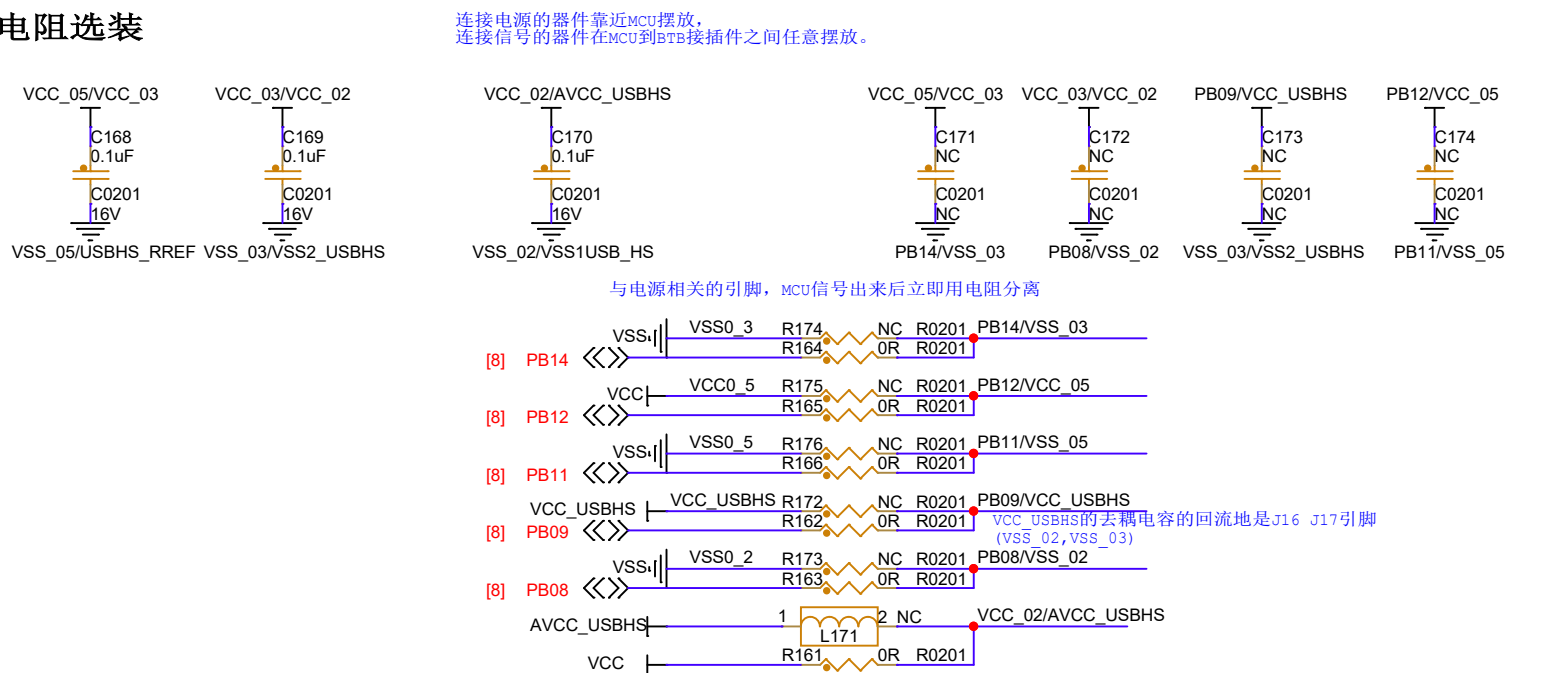 电阻选装
连接电源的器件靠近MCU摆放，
连接信号的器件在MCU到BTB接插件之间任意摆放。
VCC_05/VCC_03
C168
0.1uF
C0201
16V
VSS_05/USBHS_RREF
VCC_03/VCC_02
C169
0.1uF
C0201
16V
VSS_03/VSS2_USBHS
VCC_02/AVCC_USBHS
C170
0.1uF
C0201
16V
VSS_02/VSS1USB_HS
VCC_05/VCC_03
C171
NC
C0201
NC
PB14/VSS_03
VCC_03/VCC_02
C172
NC
C0201
NC
PB08/VSS_02
PB09/VCC_USBHS
C173
NC
C0201
NC
VSS_03/VSS2_USBHS
PB12/VCC_05
C174
NC
C0201
NC
PB11/VSS_05
与电源相关的引脚，MCU信号出来后立即用电阻分离
VSS VSS0_3 R174 NC R0201 PB14/VSS_03
[8] PB14 R164 0R R0201
VCC VCC0_5 R175 NC R0201 PB12/VCC_05
[8] PB12 R165 0R R0201
VSS VSS0_5 R176 NC R0201 PB11/VSS_05
[8] PB11 R166 0R R0201
VCC_USBHS VCC_USBHS R172 NC R0201 PB09/VCC_USBHS
[8] PB09 R162 0R R0201
VCC_USBHS的去耦电容的回流地是J16 J17引脚
(VSS_02,VSS_03)
VSS VSS0_2 R173 NC R0201 PB08/VSS_02
[8] PB08 R163 0R R0201
AVCC_USBHS 1 L171 2 NC VCC_02/AVCC_USBHS
VCC R161 0R R0201